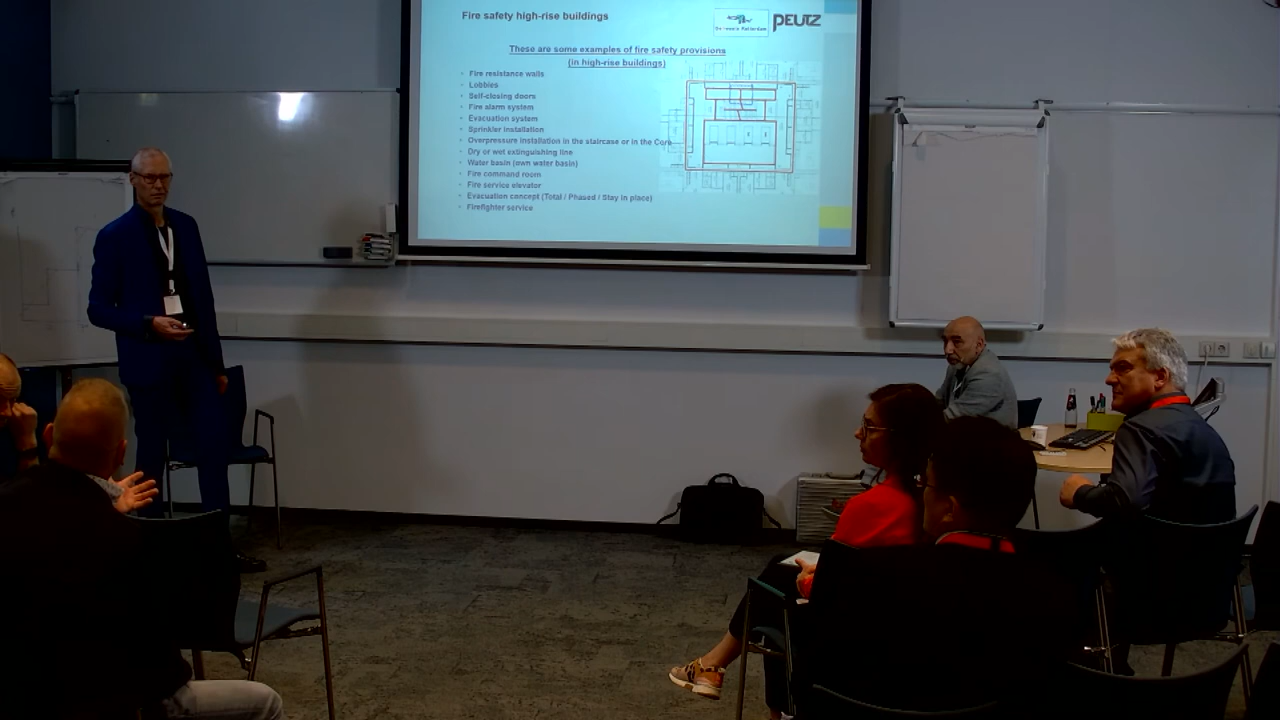 Fire safety high-rise buildings
PEUTZ
These are some examples of fire safety provisions
(in high-rise buildings)
• Fire resistance walls
• Lobbies
• Self-closing doors
• Fire alarm system
• Evacuation system
• Sprinkler installation
• Overpressure installation in the staircase or in the Core
• Dry or wet extinguishing line
• Water basin (own water basin)
• Fire command room
• Fire service elevator
• Evacuation concept (Total / Phased / Stay in place)
• Firefighter service